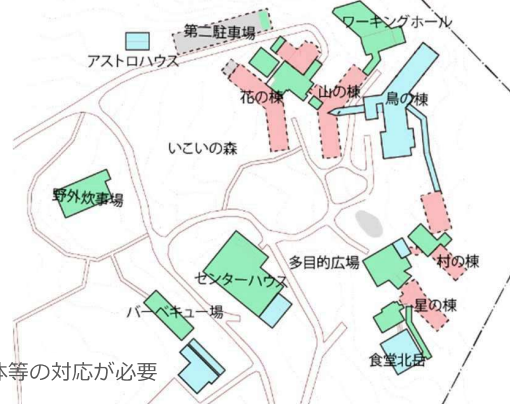 ワーキングホール
第二駐車場
アストロハウス
花の棟
山の棟
鳥の棟
いこいの森
野外炊事場
センターハウス
多目的広場
村の棟
バーベキュー場
星の棟
食堂北岳
体等の対応が必要